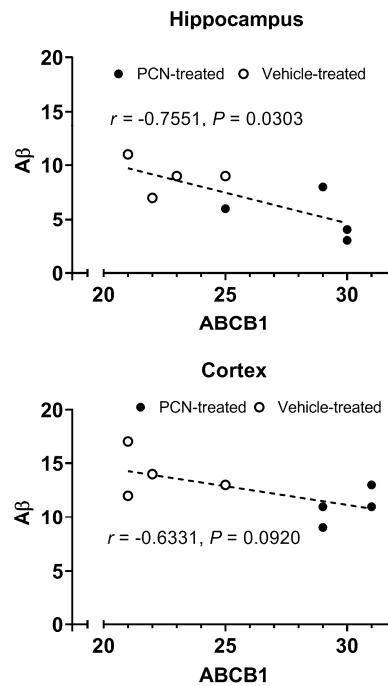 Hippocampus
20
● PCN-treated ○ Vehicle-treated
15
r = -0.7551, P = 0.0303
10
Aβ
5
0
20 25 30
ABCB1
Cortex
20
● PCN-treated ○ Vehicle-treated
15
10
Aβ
r = -0.6331, P = 0.0920
5
0
20 25 30
ABCB1